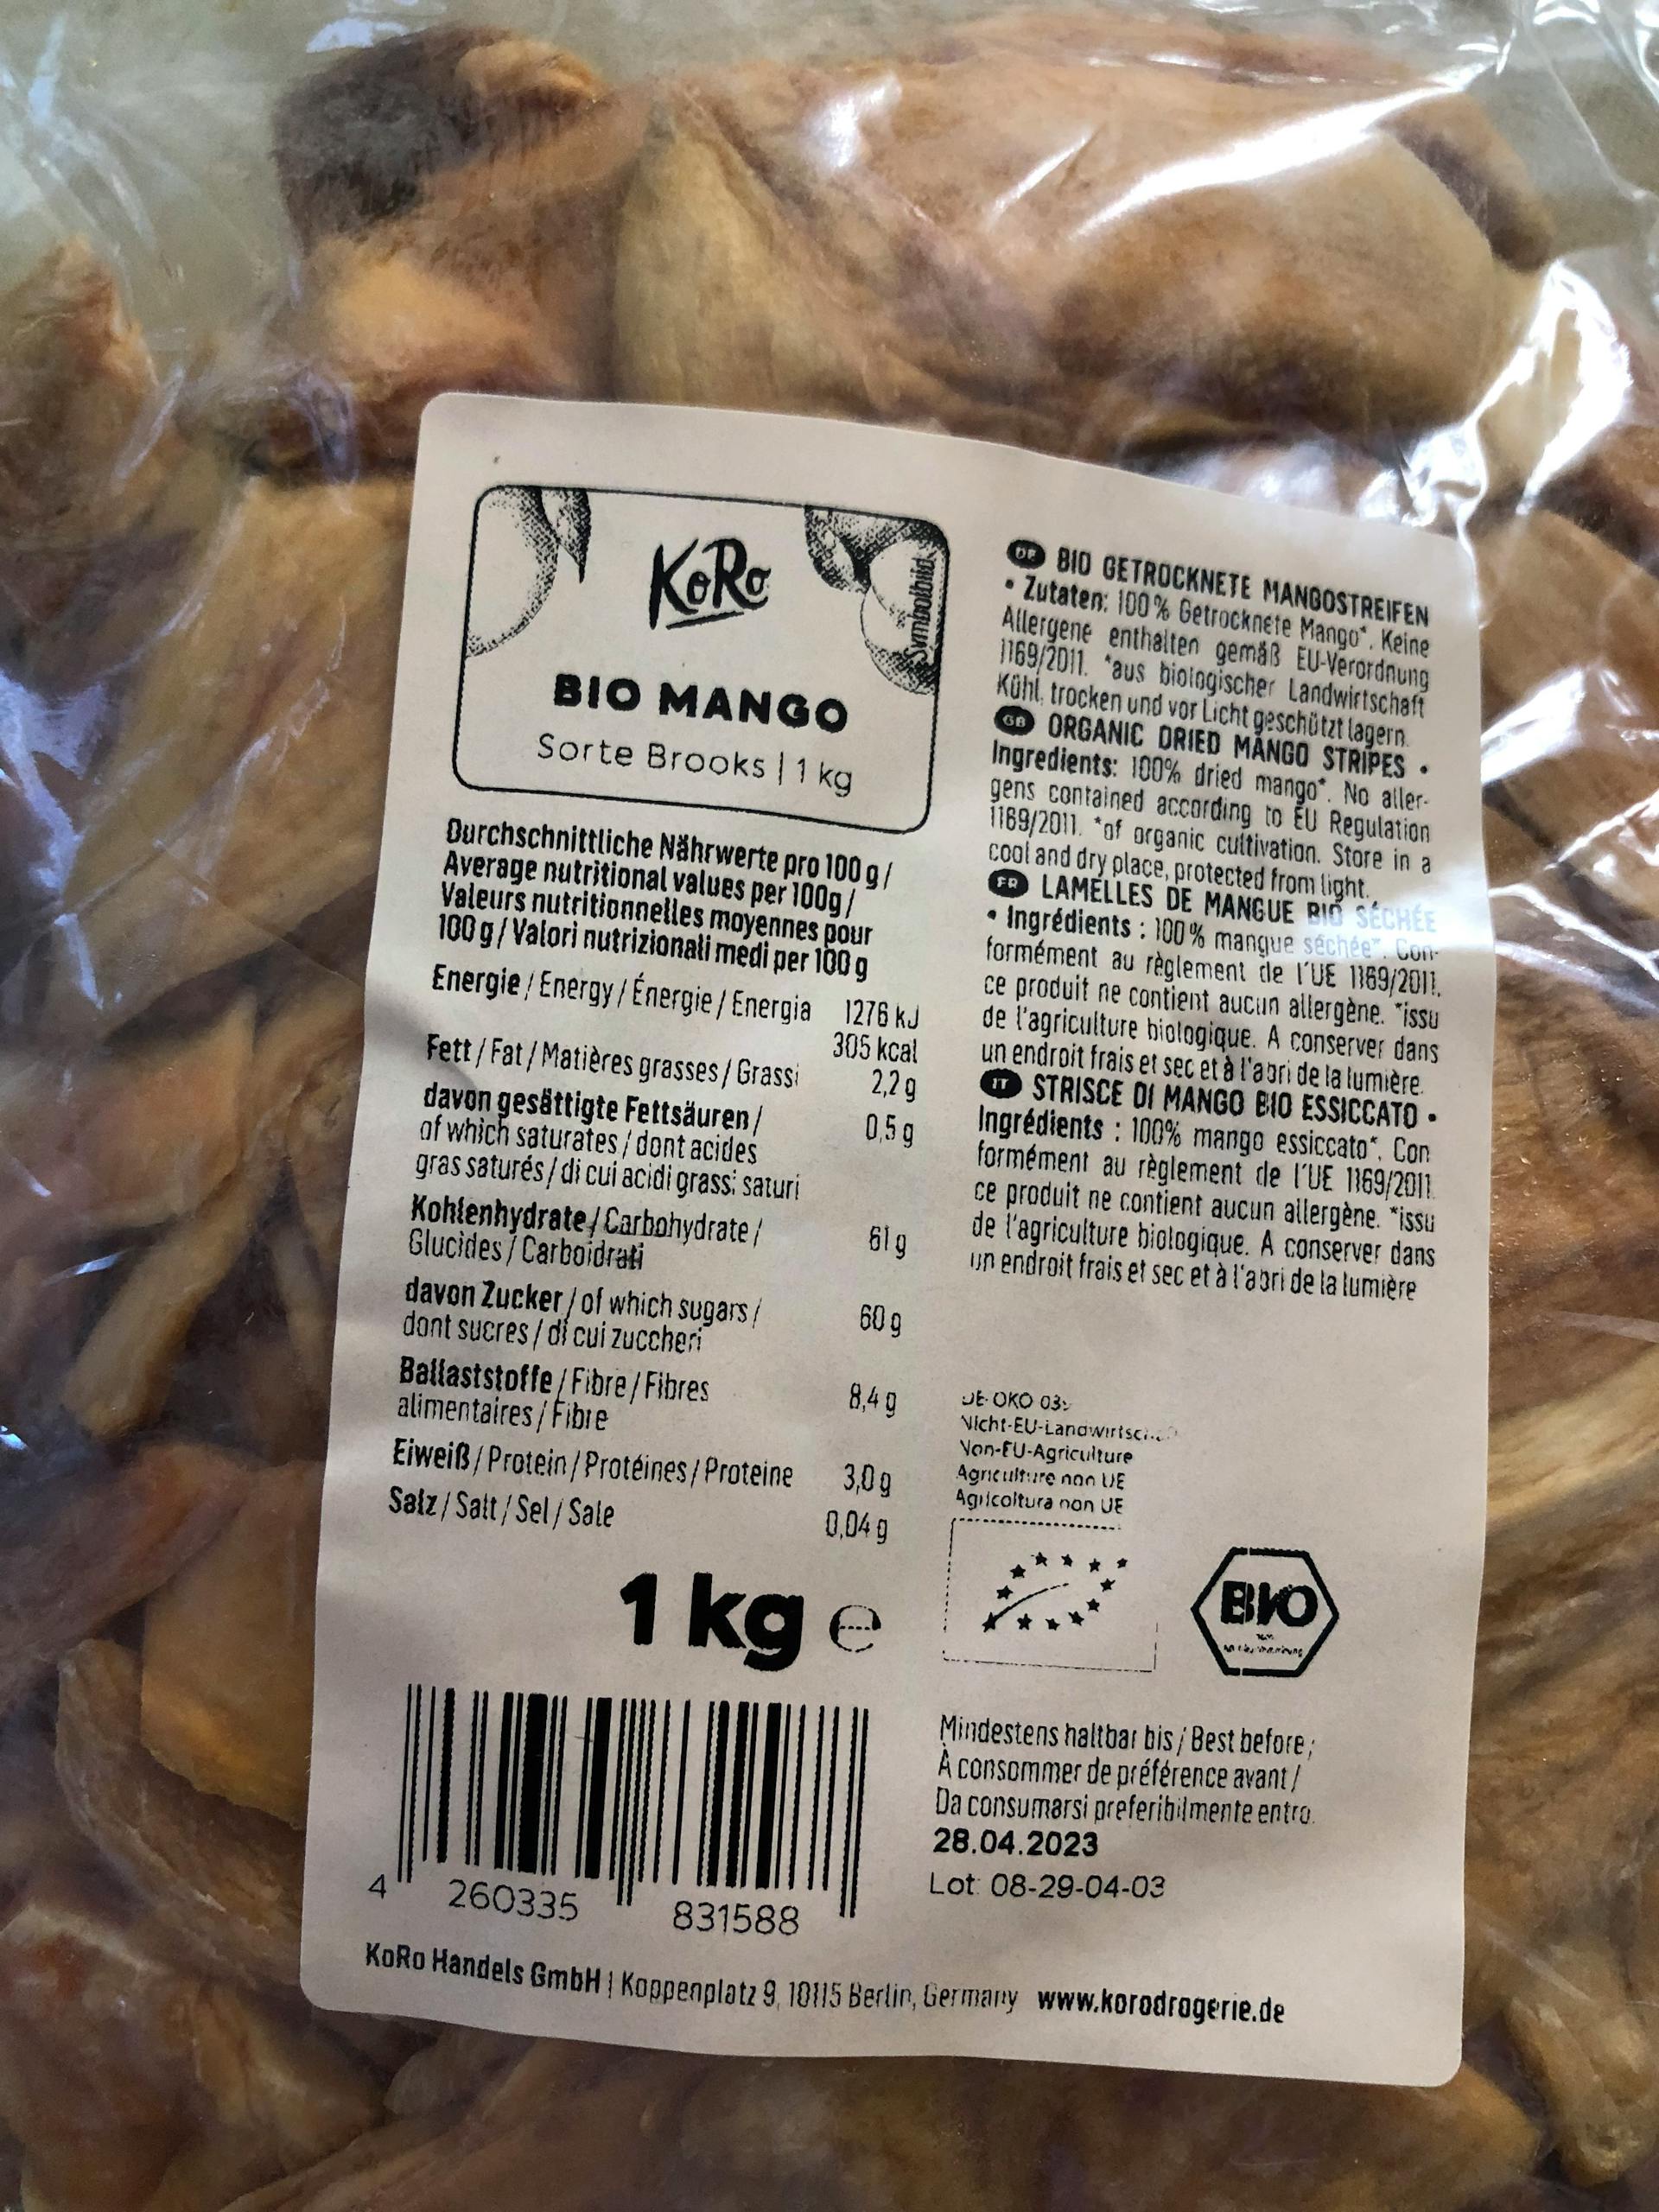 KoRo
Symbolbild
BIO MANGO
Sorte Brooks | 1 kg
Durchschnittliche Nährwerte pro 100 g /
Average nutritional values per 100g /
Valeurs nutritionnelles moyennes pour
100 g / Valori nutrizionali medi per 100 g
Energie / Energy / Énergie / Energia 1276 kJ
305 kcal
Fett / Fat / Matières grasses / Grassi 2,2 g
davon gesättigte Fettsäuren / 0,5 g
of which saturates / dont acides
gras saturés / di cui acidi grassi saturi
Kohlenhydrate / Carbohydrate / 61 g
Glucides / Carboidrati
davon Zucker / of which sugars / 60 g
dont sucres / di cui zuccheri
Ballaststoffe / Fibre / Fibres 8,4 g
alimentaires / Fibre
Eiweiß / Protein / Protéines / Proteine 3,0 g
Salz / Salt / Sel / Sale 0,04 g
1 kg e
4 260335 831588
DE BIO GETROCKNETE MANGOSTREIFEN
• Zutaten: 100% Getrocknete Mango*. Keine
Allergene enthalten gemäß EU-Verordnung
1169/2011. *aus biologischer Landwirtschaft
Kühl, trocken und vor Licht geschützt lagern.
GB ORGANIC DRIED MANGO STRIPES •
Ingredients: 100% dried mango*. No aller-
gens contained according to EU Regulation
1169/2011. *of organic cultivation. Store in a
cool and dry place, protected from light.
FR LAMELLES DE MANGUE BIO SÉCHÉE
• Ingrédients : 100% mangue séchée*. Con-
formément au règlement de l'UE 1169/2011,
ce produit ne contient aucun allergène. *issu
de l'agriculture biologique. A conserver dans
un endroit frais et sec et à l'abri de la lumière.
IT STRISCE DI MANGO BIO ESSICCATO •
Ingrédients : 100% mango essiccato*. Con
formément au règlement de l'UE 1169/2011
ce produit ne contient aucun allergène. *issu
de l'agriculture biologique. A conserver dans
un endroit frais et sec et à l'abri de la lumière
DE-ÖKO
Non-EU-Agriculture
Agriculture non UE
Agricoltura non UE
BIO
Mindestens haltbar bis / Best before /
À consommer de préférence avant /
Da consumarsi preferibilmente entro.
28.04.2023
Lot: 08-29-04-03
KoRo Handels GmbH | Koppenplatz 9, 10115 Berlin, Germany www.korodrogerie.de